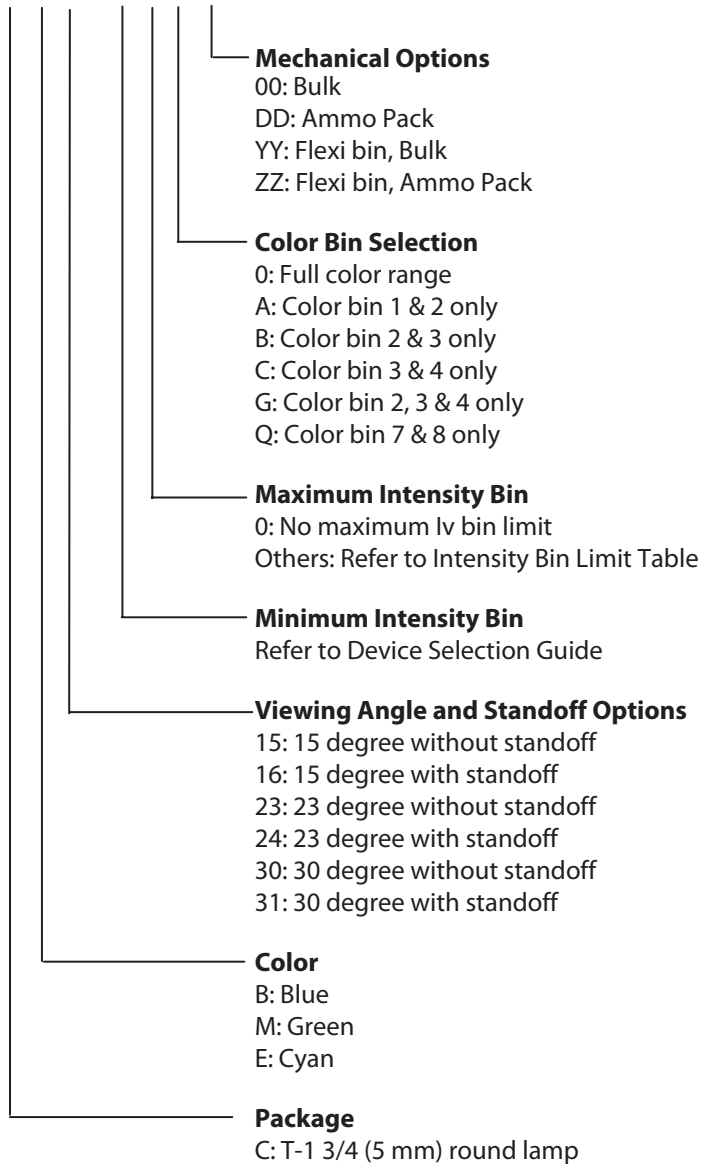 Mechanical Options
00: Bulk
DD: Ammo Pack
YY: Flexi bin, Bulk
ZZ: Flexi bin, Ammo Pack
Color Bin Selection
0: Full color range
A: Color bin 1 & 2 only
B: Color bin 2 & 3 only
C: Color bin 3 & 4 only
G: Color bin 2, 3 & 4 only
Q: Color bin 7 & 8 only
Maximum Intensity Bin
0: No maximum Iv bin limit
Others: Refer to Intensity Bin Limit Table
Minimum Intensity Bin
Refer to Device Selection Guide
Viewing Angle and Standoff Options
15: 15 degree without standoff
16: 15 degree with standoff
23: 23 degree without standoff
24: 23 degree with standoff
30: 30 degree without standoff
31: 30 degree with standoff
Color
B: Blue
M: Green
E: Cyan
Package
C: T-1 3/4 (5 mm) round lamp